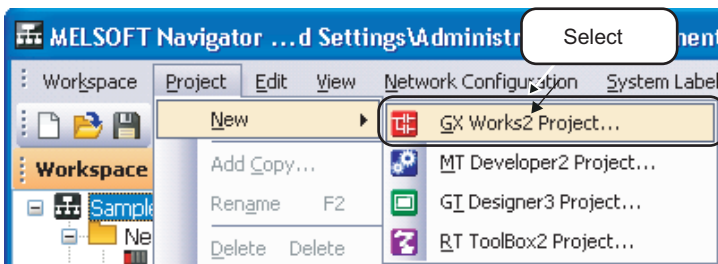 MELSOFT Navigator ...d Settings\Administr
Select
Workspace Project Edit View Network Configuration System Label
New GX Works2 Project...
Workspace Add Copy... MT Developer2 Project...
Sample Rename F2 GT Designer3 Project...
Ne Delete Delete RT ToolBox2 Project...